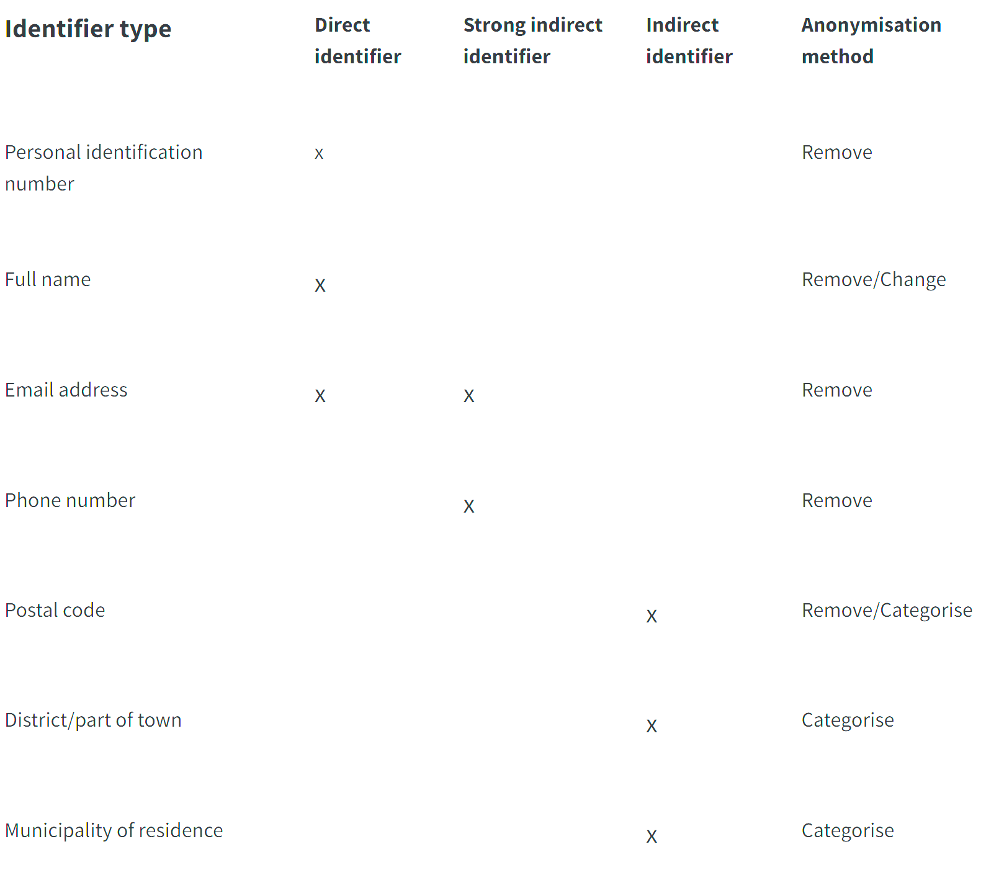 Identifier type Direct identifier Strong indirect identifier Indirect identifier Anonymisation method
Personal identification number x Remove
Full name X Remove/Change
Email address X X Remove
Phone number X Remove
Postal code X Remove/Categorise
District/part of town X Categorise
Municipality of residence X Categorise